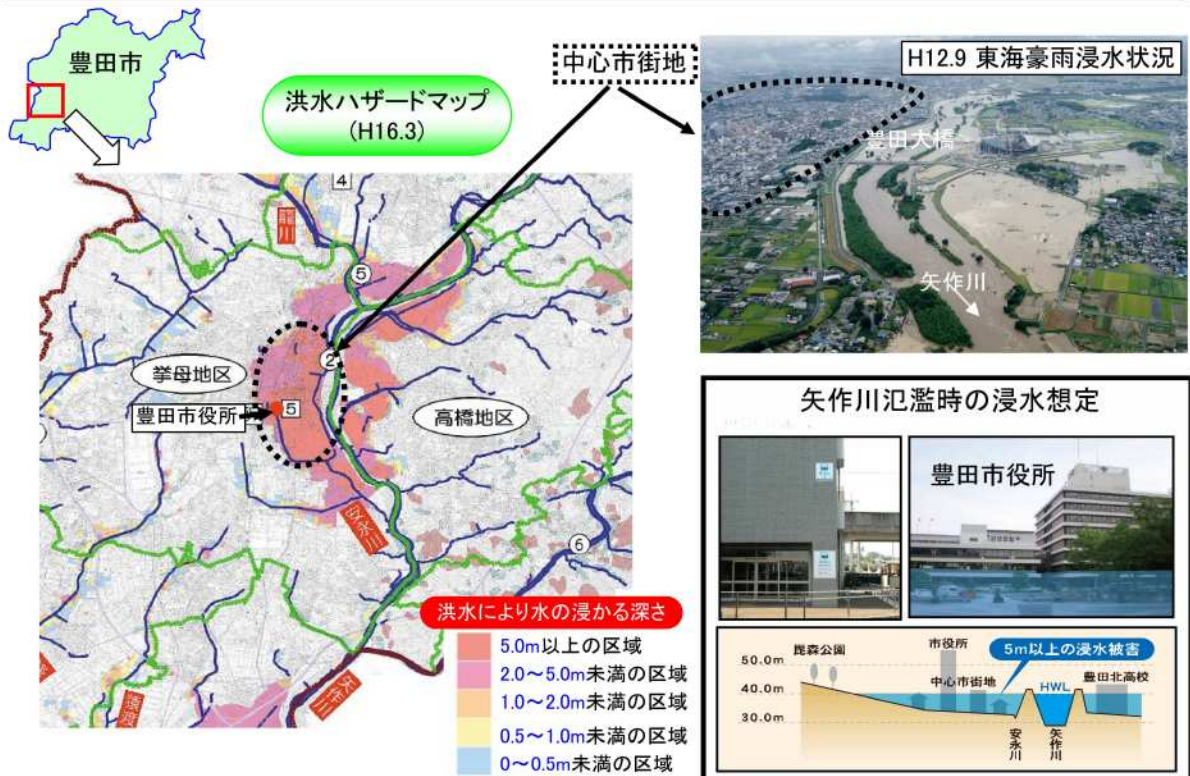 豊田市
洪水ハザードマップ
(H16.3)
中心市街地
H12.9 東海豪雨浸水状況
豊田大橋
矢作川
4
籠川
5
2
挙母地区
豊田市役所
5
高橋地区
安永川
6
矢作川
逢妻川
洪水により水の浸かる深さ
5.0m以上の区域
2.0~5.0m未満の区域
1.0~2.0m未満の区域
0.5~1.0m未満の区域
0~0.5m未満の区域
矢作川氾濫時の浸水想定
豊田市役所
毘森公園
市役所
5m以上の浸水被害
50.0m
中心市街地
HWL
豊田北高校
40.0m
30.0m
安永川
矢作川